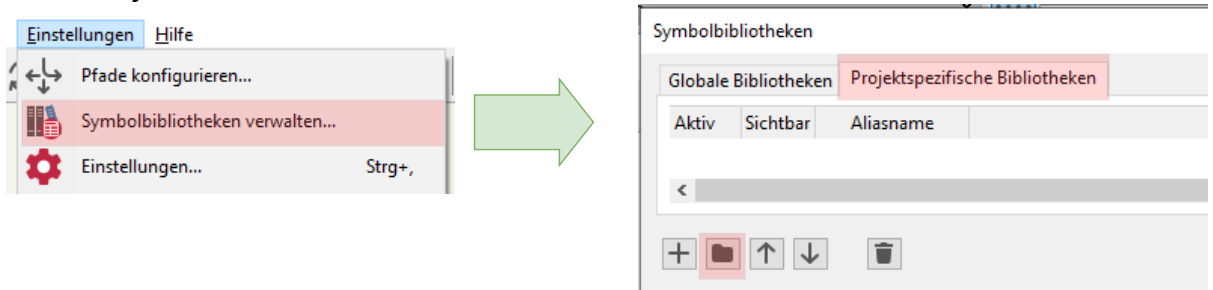 Einstellungen Hilfe
Pfade konfigurieren...
Symbolbibliotheken verwalten...
Einstellungen... Strg+,
Symbolbibliotheken
Globale Bibliotheken Projektspezifische Bibliotheken
Aktiv Sichtbar Aliasname